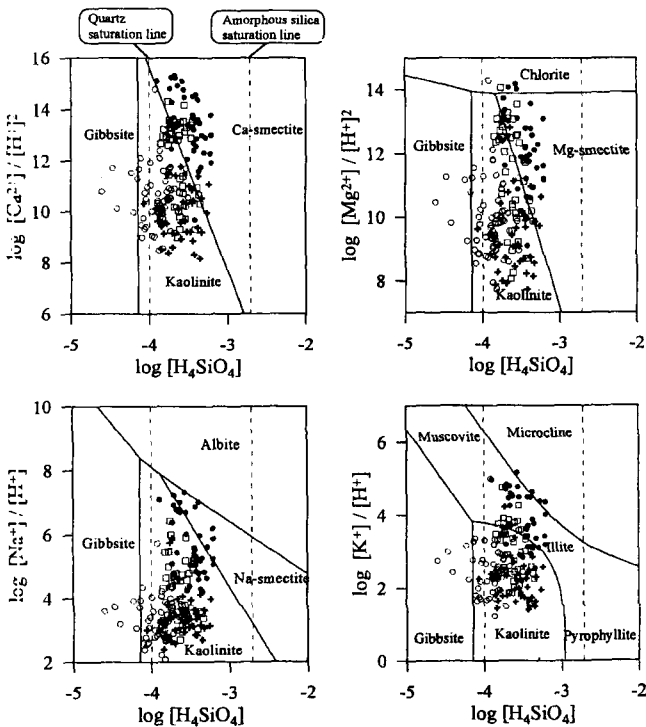 Quartz
saturation line
Amorphous silica
saturation line
log [Ca²⁺] / [H⁺]²
16
14
12
10
8
6
Gibbsite
Ca-smectite
Kaolinite
-5
-4
-3
-2
log [H₄SiO₄]
log [Mg²⁺] / [H⁺]²
14
12
10
8
Chlorite
Gibbsite
Mg-smectite
Kaolinite
-5
-4
-3
-2
log [H₄SiO₄]
log [Na⁺] / [H⁺]
10
8
6
4
2
Albite
Gibbsite
Na-smectite
Kaolinite
-5
-4
-3
-2
log [H₄SiO₄]
log [K⁺] / [H⁺]
6
4
2
0
Muscovite
Microcline
Illite
Gibbsite
Kaolinite
Pyrophyllite
-5
-4
-3
-2
log [H₄SiO₄]